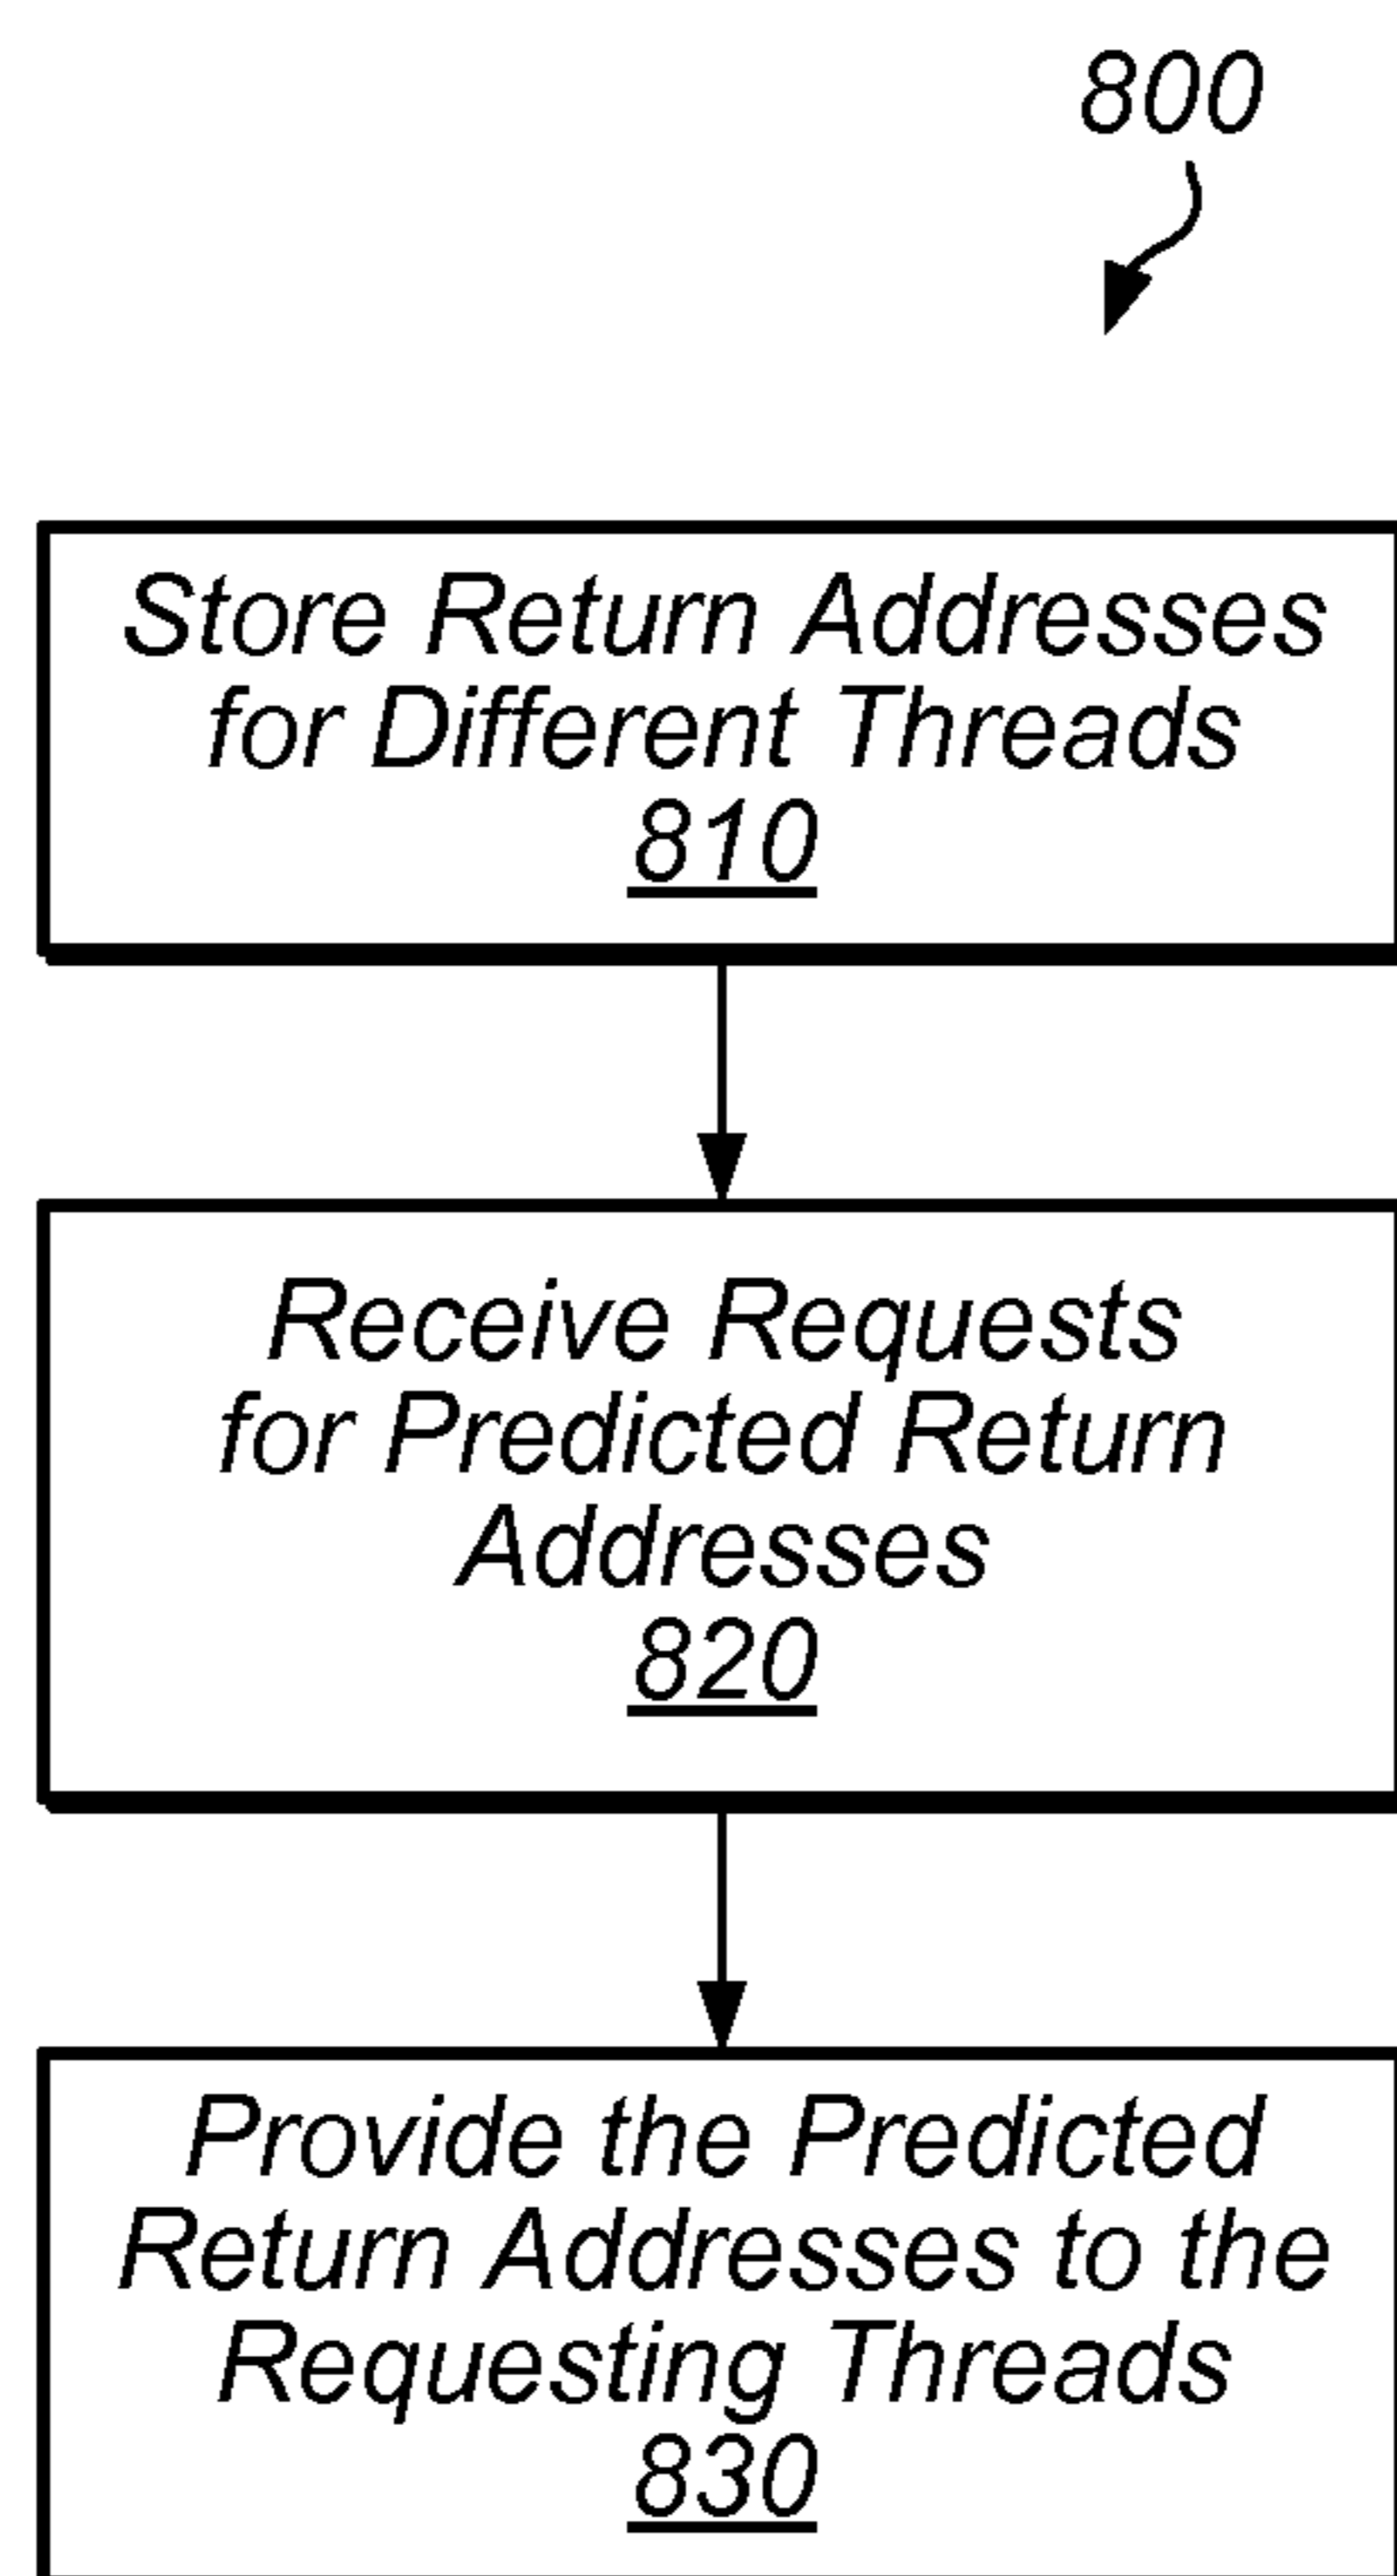 800
Store Return Addresses
for Different Threads
810
Receive Requests
for Predicted Return
Addresses
820
Provide the Predicted
Return Addresses to the
Requesting Threads
830